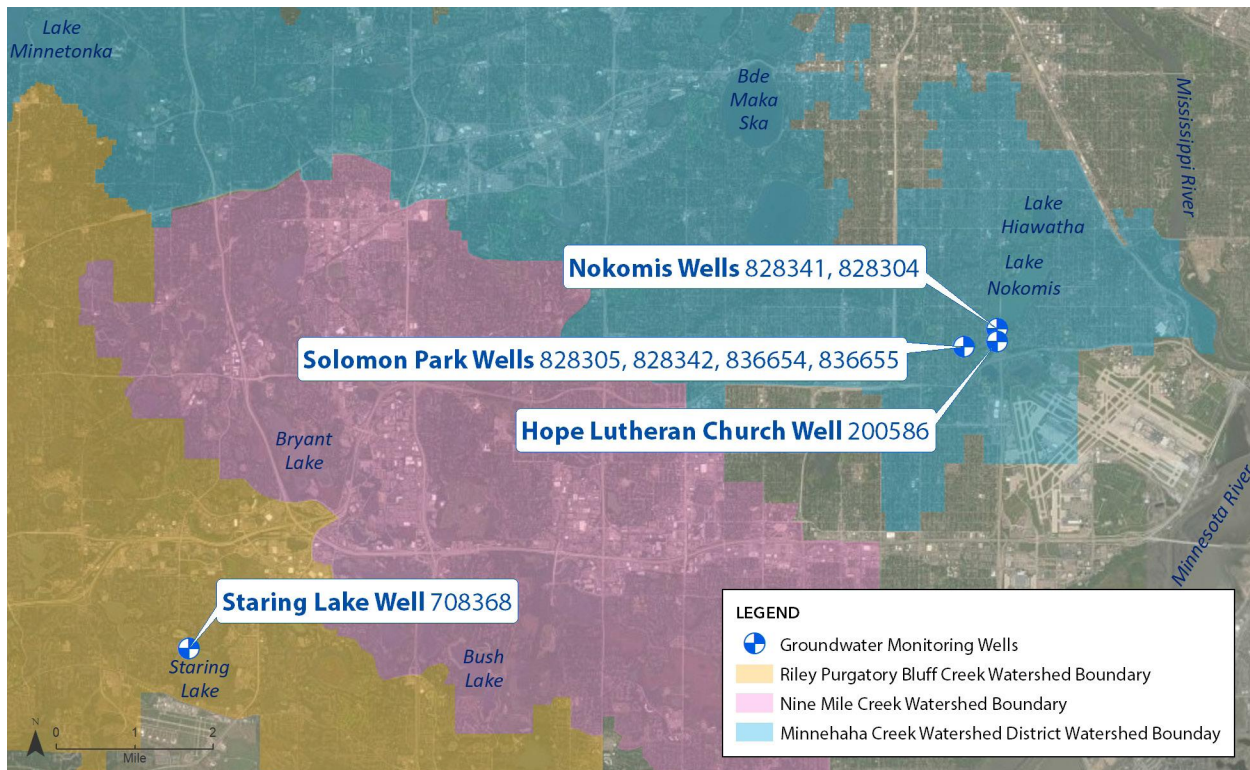 Lake
Minnetonka
Bde
Maka
Ska
Mississippi River
Lake
Hiawatha
Nokomis Wells 828341, 828304
Lake
Nokomis
Solomon Park Wells 828305, 828342, 836654, 836655
Hope Lutheran Church Well 200586
Bryant
Lake
Minnesota River
Staring Lake Well 708368
Staring
Lake
Bush
Lake
LEGEND
Groundwater Monitoring Wells
Riley Purgatory Bluff Creek Watershed Boundary
Nine Mile Creek Watershed Boundary
Minnehaha Creek Watershed District Watershed Bounday
N
0 1 2
Mile